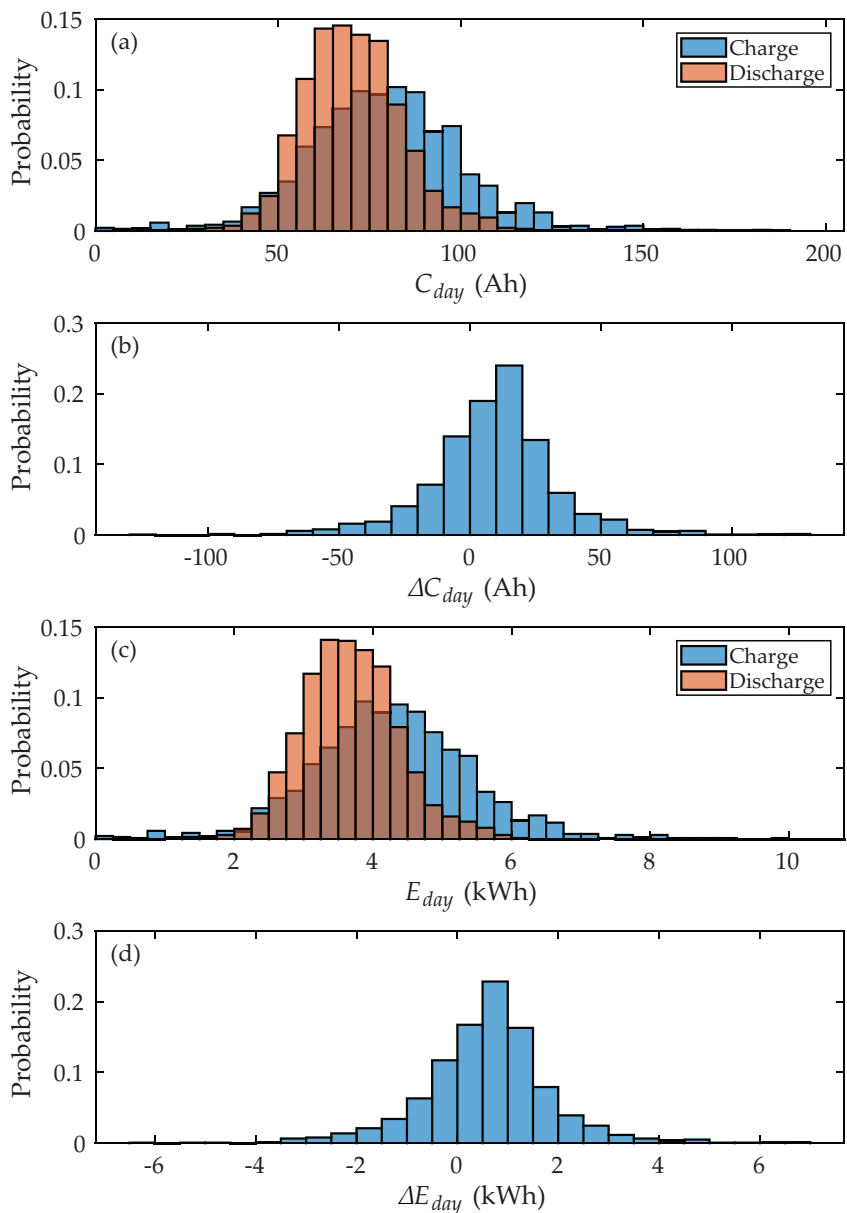 (a)
Charge
Discharge
Probability
0.15
0.1
0.05
0
0 50 100 150 200
C_day (Ah)
(b)
Probability
0.3
0.2
0.1
0
-100 -50 0 50 100
ΔC_day (Ah)
(c)
Charge
Discharge
Probability
0.15
0.1
0.05
0
0 2 4 6 8 10
E_day (kWh)
(d)
Probability
0.3
0.2
0.1
0
-6 -4 -2 0 2 4 6
ΔE_day (kWh)